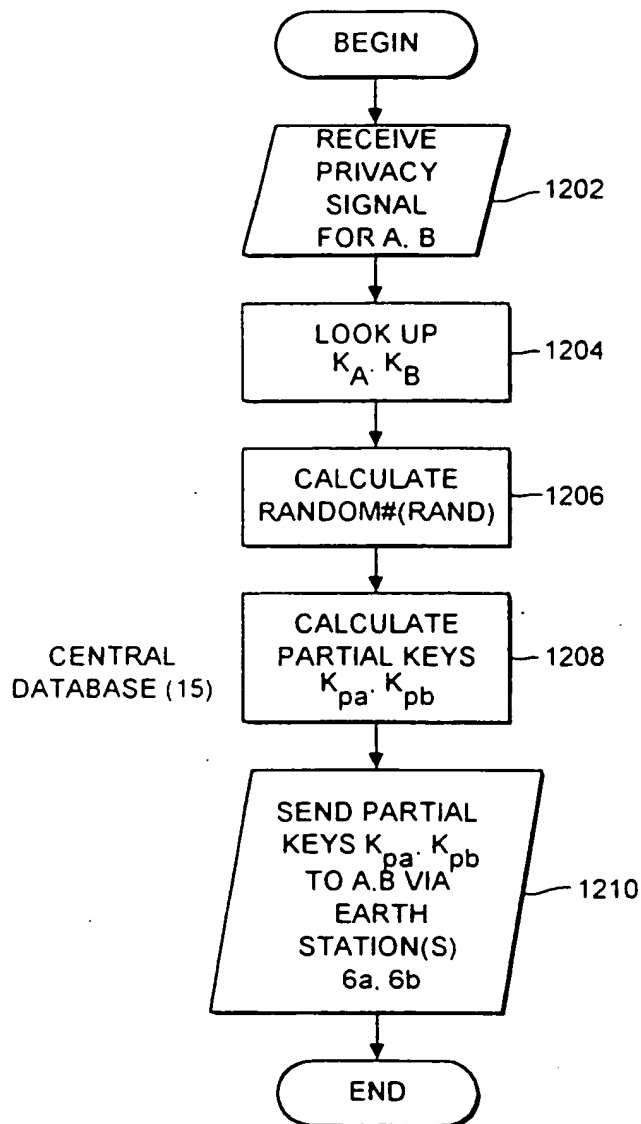 BEGIN
RECEIVE
PRIVACY
SIGNAL
FOR A, B
1202
LOOK UP
K_A. K_B
1204
CALCULATE
RANDOM#(RAND)
1206
CALCULATE
PARTIAL KEYS
K_pa. K_pb
1208
CENTRAL
DATABASE (15)
SEND PARTIAL
KEYS K_pa. K_pb
TO A.B VIA
EARTH
STATION(S)
6a, 6b
1210
END